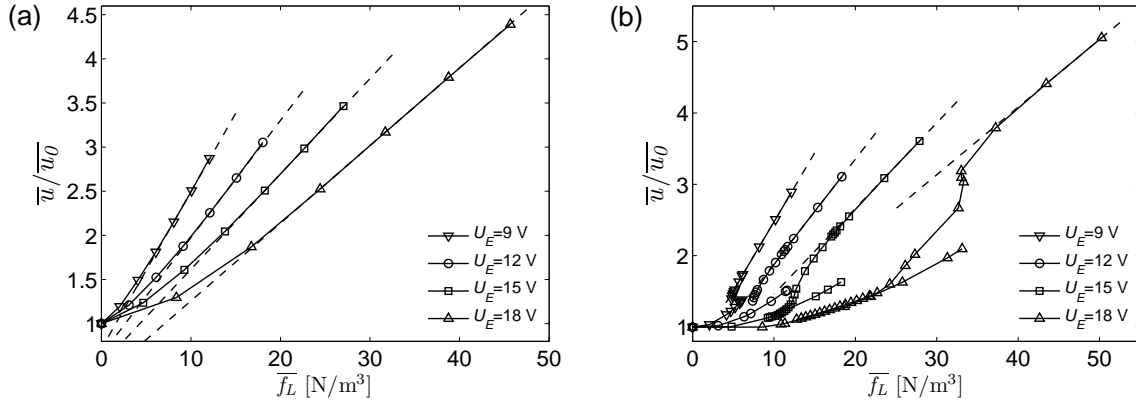 (a)
4.5
4
3.5
3
2.5
2
1.5
1
0 10 20 30 40 50
u̅/u̅₀
f̅_L [N/m³]
U_E=9 V
U_E=12 V
U_E=15 V
U_E=18 V
(b)
5
4
3
2
1
0 10 20 30 40 50
u̅/u̅₀
f̅_L [N/m³]
U_E=9 V
U_E=12 V
U_E=15 V
U_E=18 V